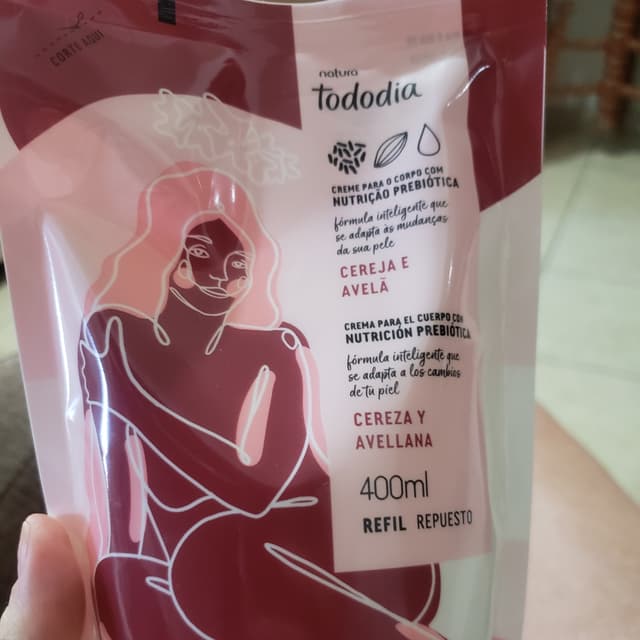 CORTE AQUI
natura
Tododia
CREME PARA O CORPO COM
NUTRIÇÃO PREBIÓTICA
fórmula inteligente que
se adapta às mudanças
da sua pele
CEREJA E
AVELÃ
CREMA PARA EL CUERPO CON
NUTRICIÓN PREBIÓTICA
fórmula inteligente que
se adapta a los cambios
de tu piel
CEREZA Y
AVELLANA
400ml
REFIL REPUESTO